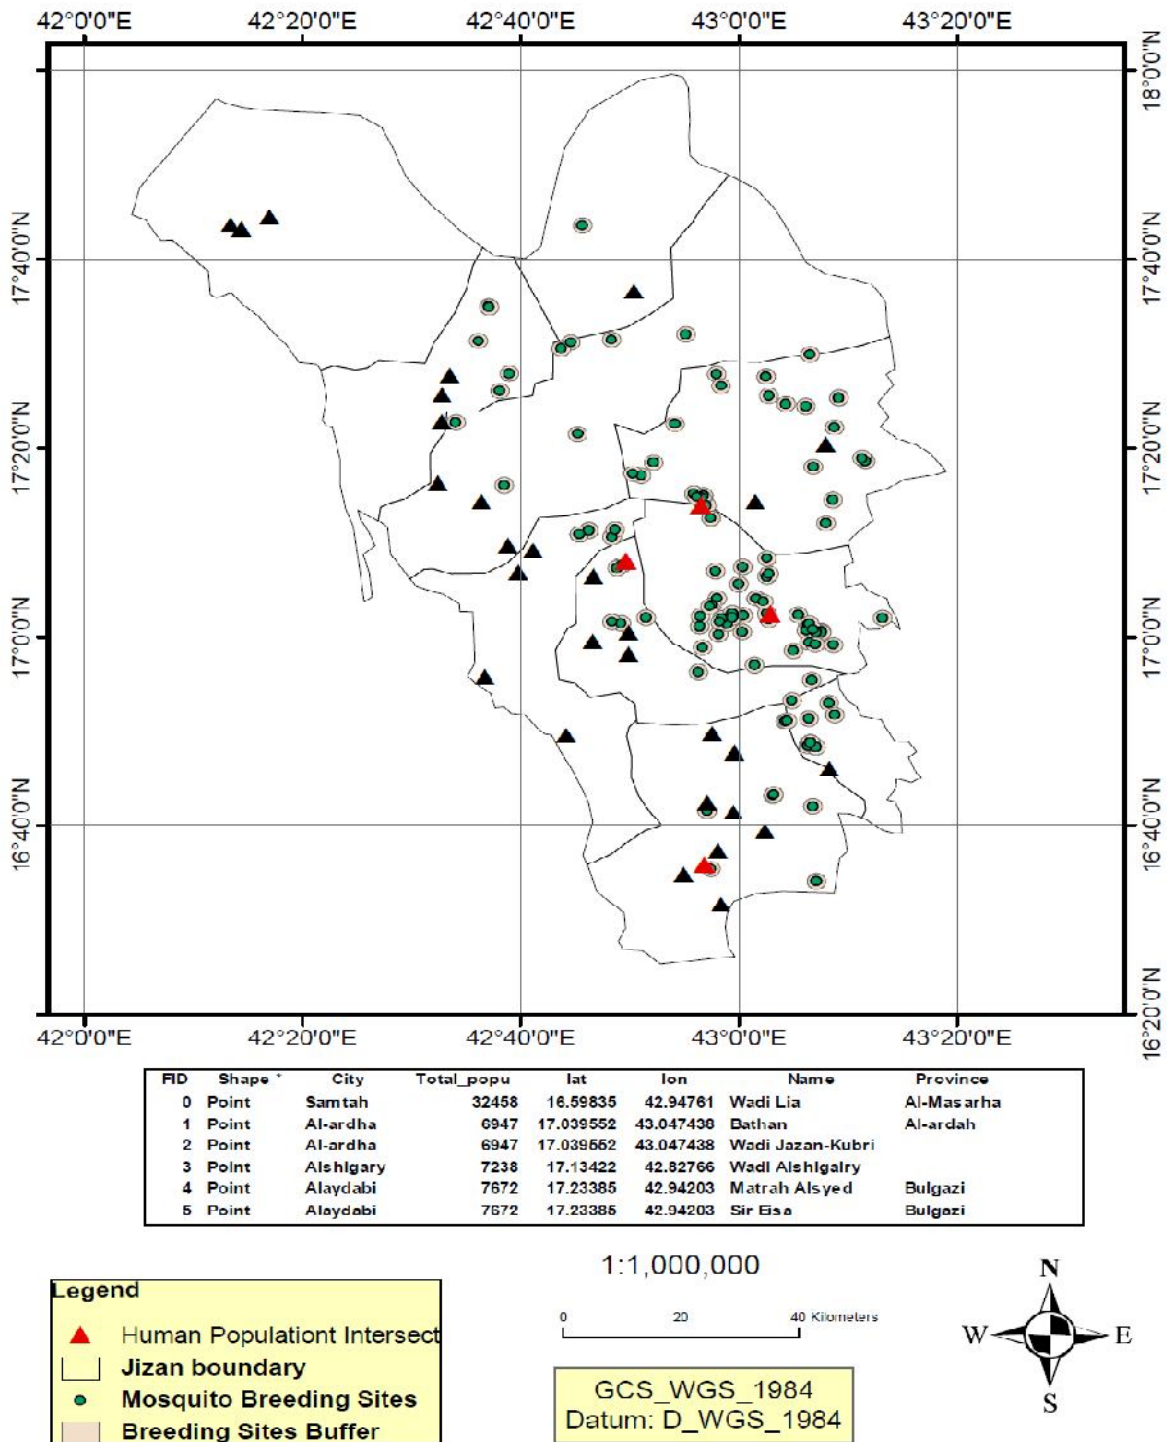 42°0'0"E 42°20'0"E 42°40'0"E 43°0'0"E 43°20'0"E
18°0'0"N
17°40'0"N 17°40'0"N
17°20'0"N 17°20'0"N
17°0'0"N 17°0'0"N
16°40'0"N 16°40'0"N
16°20'0"N
42°0'0"E 42°20'0"E 42°40'0"E 43°0'0"E 43°20'0"E
FID Shape * City Total_popu lat lon Name Province
0 Point Samtah 32458 16.59835 42.94761 Wadi Lia Al-Masarha
1 Point Al-ardha 6947 17.039552 43.047438 Bathan Al-ardah
2 Point Al-ardha 6947 17.039552 43.047438 Wadi Jazan-Kubri
3 Point Alshigary 7238 17.13422 42.82766 Wadi Alshigairy
4 Point Alaydabi 7672 17.23385 42.94203 Matrah Alsyed Bulgazi
5 Point Alaydabi 7672 17.23385 42.94203 Sir Eisa Bulgazi
1:1,000,000
0 20 40 Kilometers
Legend
Human Populationt Intersect
Jizan boundary
Mosquito Breeding Sites
Breeding Sites Buffer
GCS_WGS_1984
Datum: D_WGS_1984
N
W E
S